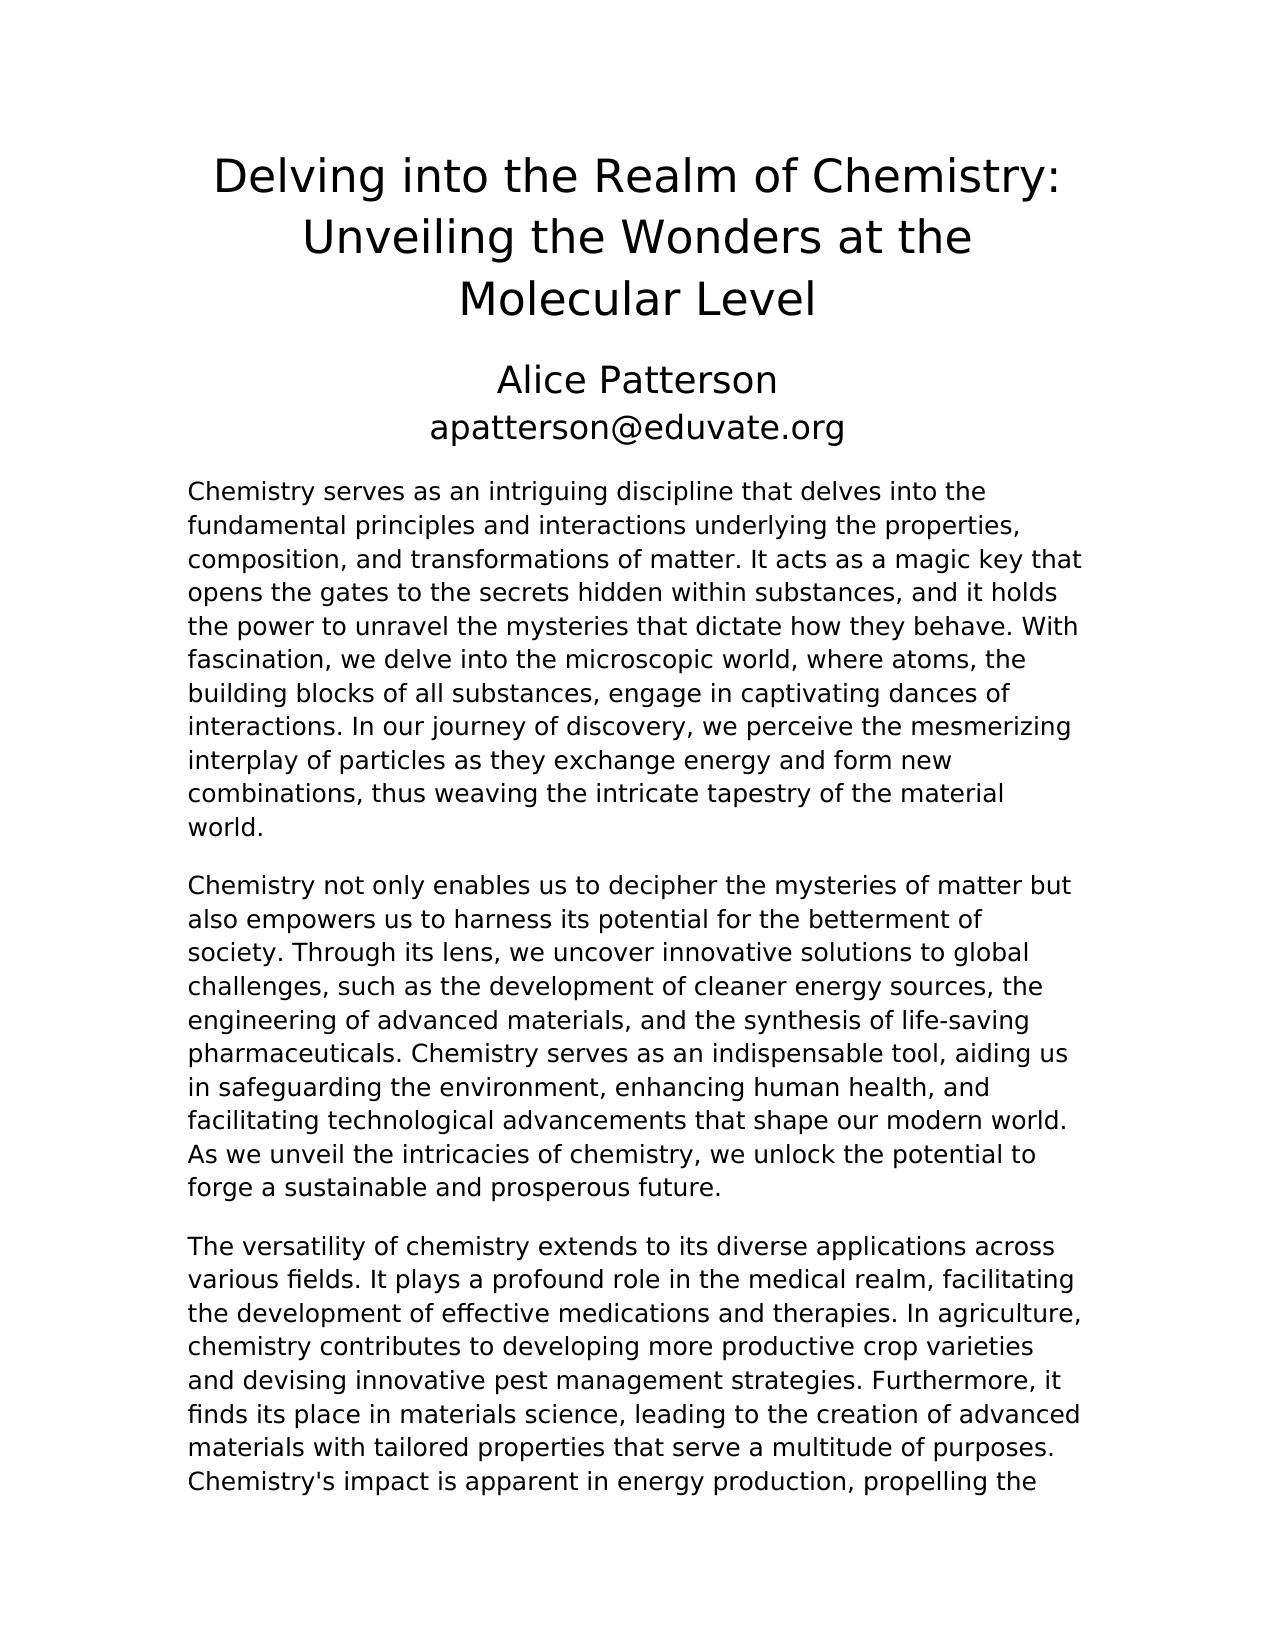 Delving into the Realm of Chemistry:
Unveiling the Wonders at the
Molecular Level
Alice Patterson
apatterson@eduvate.org
Chemistry serves as an intriguing discipline that delves into the
fundamental principles and interactions underlying the properties,
composition, and transformations of matter. It acts as a magic key that
opens the gates to the secrets hidden within substances, and it holds
the power to unravel the mysteries that dictate how they behave. With
fascination, we delve into the microscopic world, where atoms, the
building blocks of all substances, engage in captivating dances of
interactions. In our journey of discovery, we perceive the mesmerizing
interplay of particles as they exchange energy and form new
combinations, thus weaving the intricate tapestry of the material
world.
Chemistry not only enables us to decipher the mysteries of matter but
also empowers us to harness its potential for the betterment of
society. Through its lens, we uncover innovative solutions to global
challenges, such as the development of cleaner energy sources, the
engineering of advanced materials, and the synthesis of life-saving
pharmaceuticals. Chemistry serves as an indispensable tool, aiding us
in safeguarding the environment, enhancing human health, and
facilitating technological advancements that shape our modern world.
As we unveil the intricacies of chemistry, we unlock the potential to
forge a sustainable and prosperous future.
The versatility of chemistry extends to its diverse applications across
various fields. It plays a profound role in the medical realm, facilitating
the development of effective medications and therapies. In agriculture,
chemistry contributes to developing more productive crop varieties
and devising innovative pest management strategies. Furthermore, it
finds its place in materials science, leading to the creation of advanced
materials with tailored properties that serve a multitude of purposes.
Chemistry's impact is apparent in energy production, propelling the